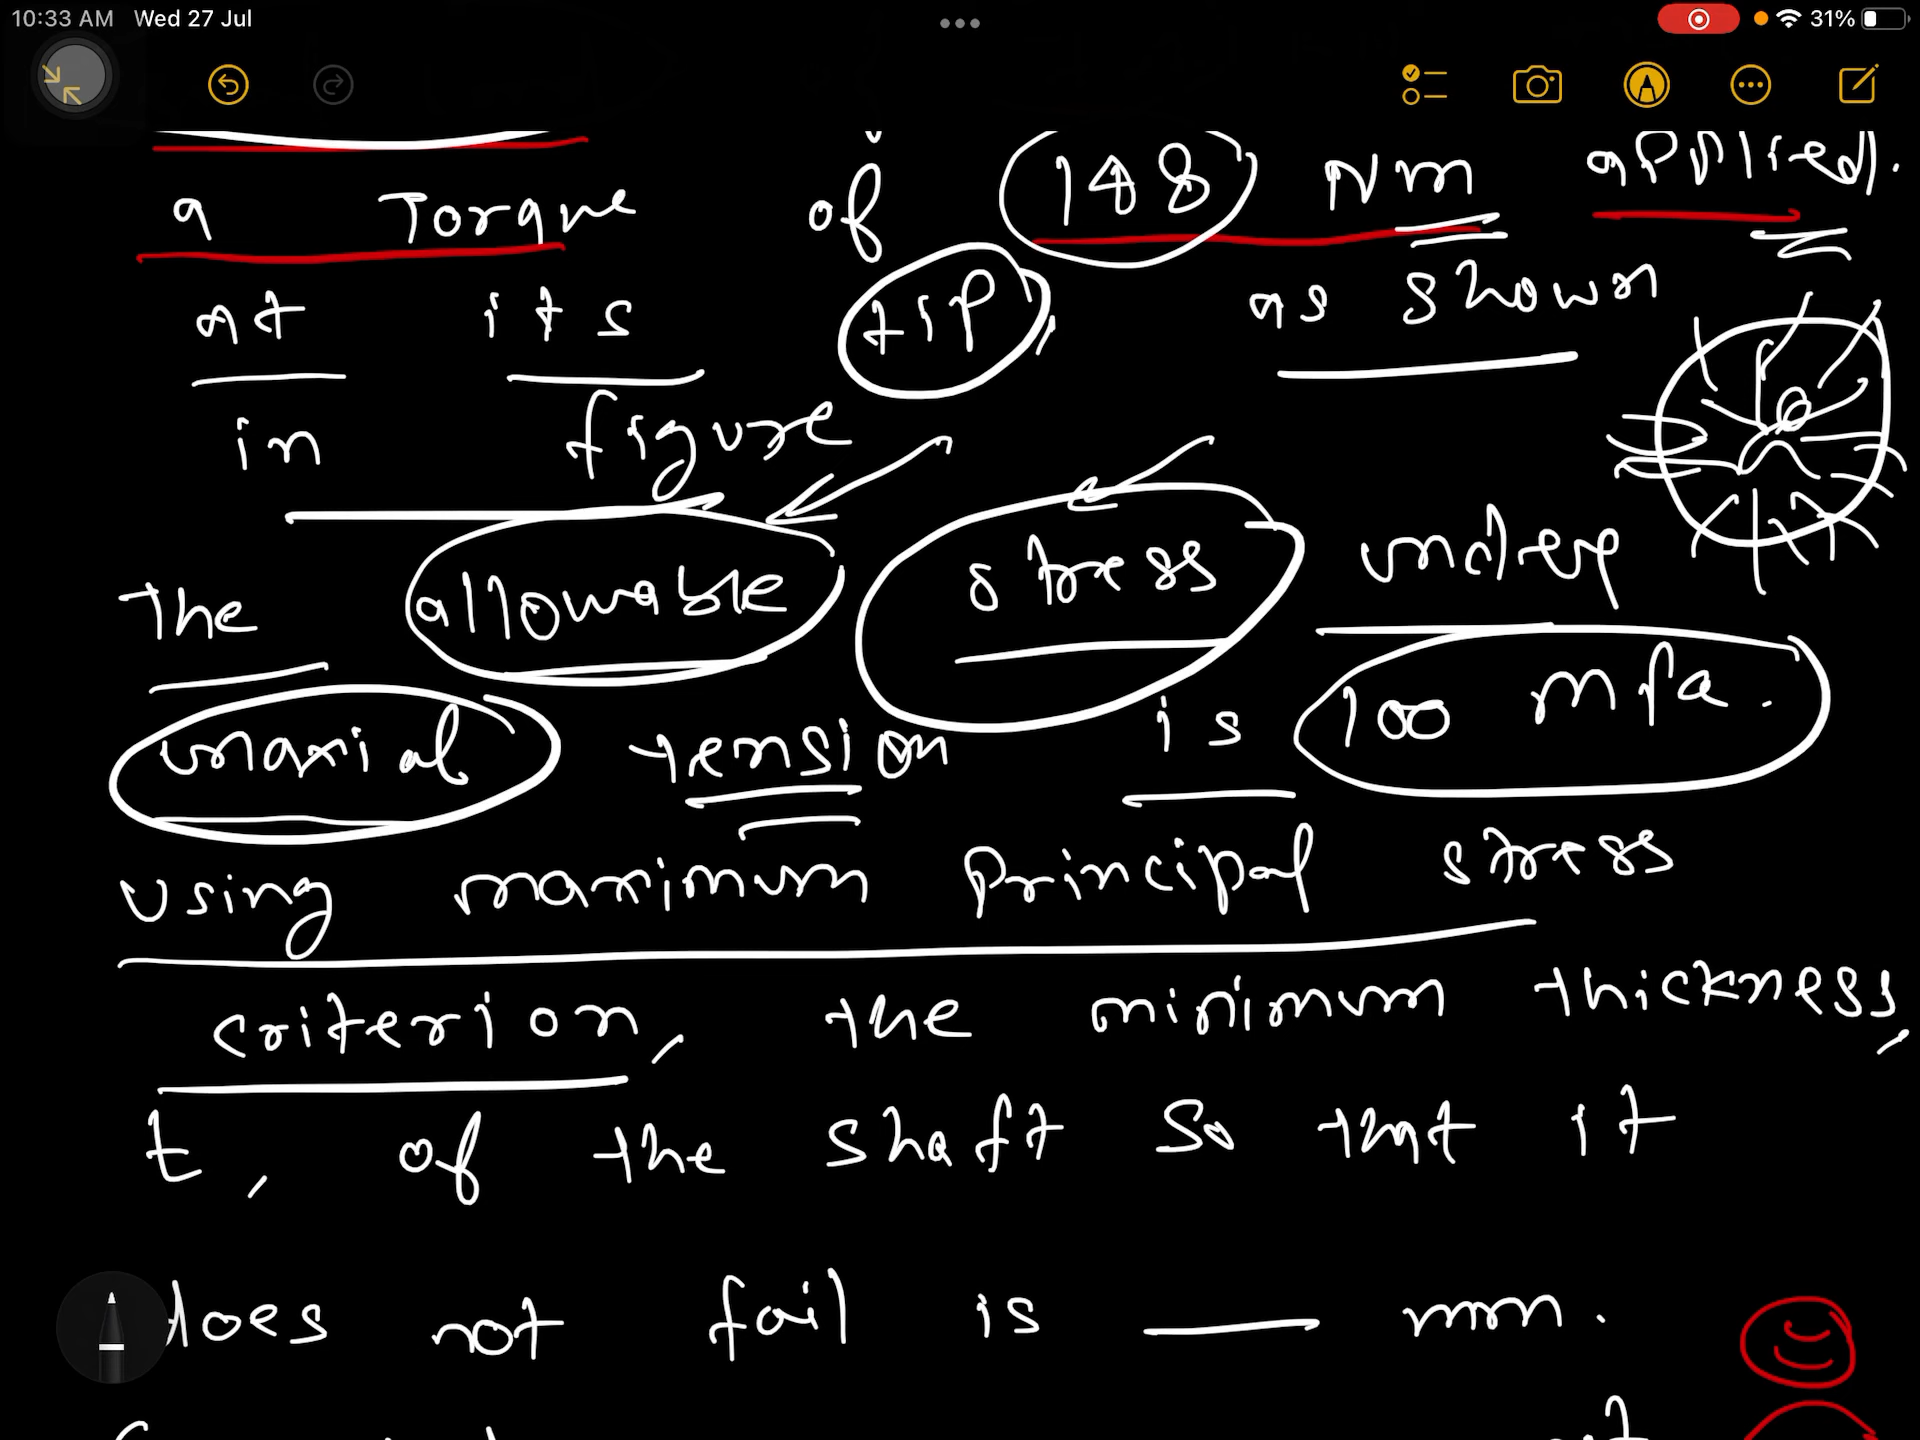 10:33 AM Wed 27 Jul
31%
a Torque of 148 Nm applied.
at its tip, as shown
in figure
The allowable stress under
unaxial tension is 100 mPa.
Using maximum Principal stress
criterion, the minimum thickness,
t, of the shaft so that it
does not fail is ___ mm.